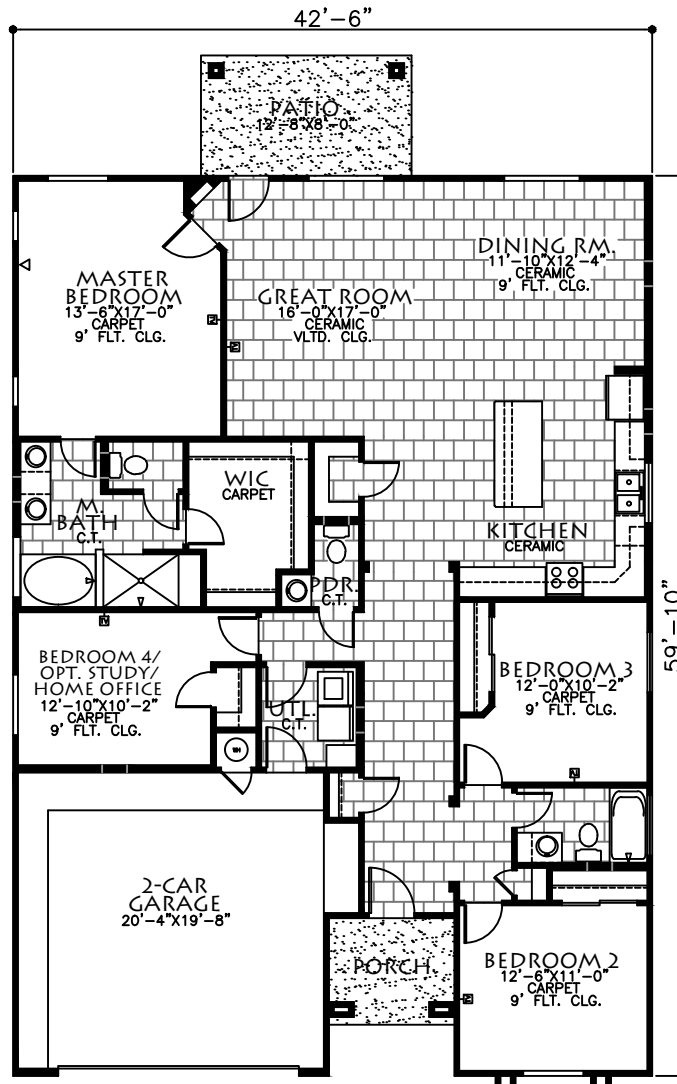 42'-6"
PATIO
12'-8"X8'-0"
DINING RM.
11'-10"X12'-4"
CERAMIC
9' FLT. CLG.
MASTER
BEDROOM
13'-6"X17'-0"
CARPET
9' FLT. CLG.
GREAT ROOM
16'-0"X17'-0"
CERAMIC
VLTD. CLG.
WIC
CARPET
M.
BATH
C.T.
KITCHEN
CERAMIC
PDR.
C.T.
59'-10"
BEDROOM 4/
OPT. STUDY/
HOME OFFICE
12'-10"X10'-2"
CARPET
9' FLT. CLG.
BEDROOM 3
12'-0"X10'-2"
CARPET
9' FLT. CLG.
UTL.
C.T.
WH
2-CAR
GARAGE
20'-4"X19'-8"
PORCH
BEDROOM 2
12'-6"X11'-0"
CARPET
9' FLT. CLG.